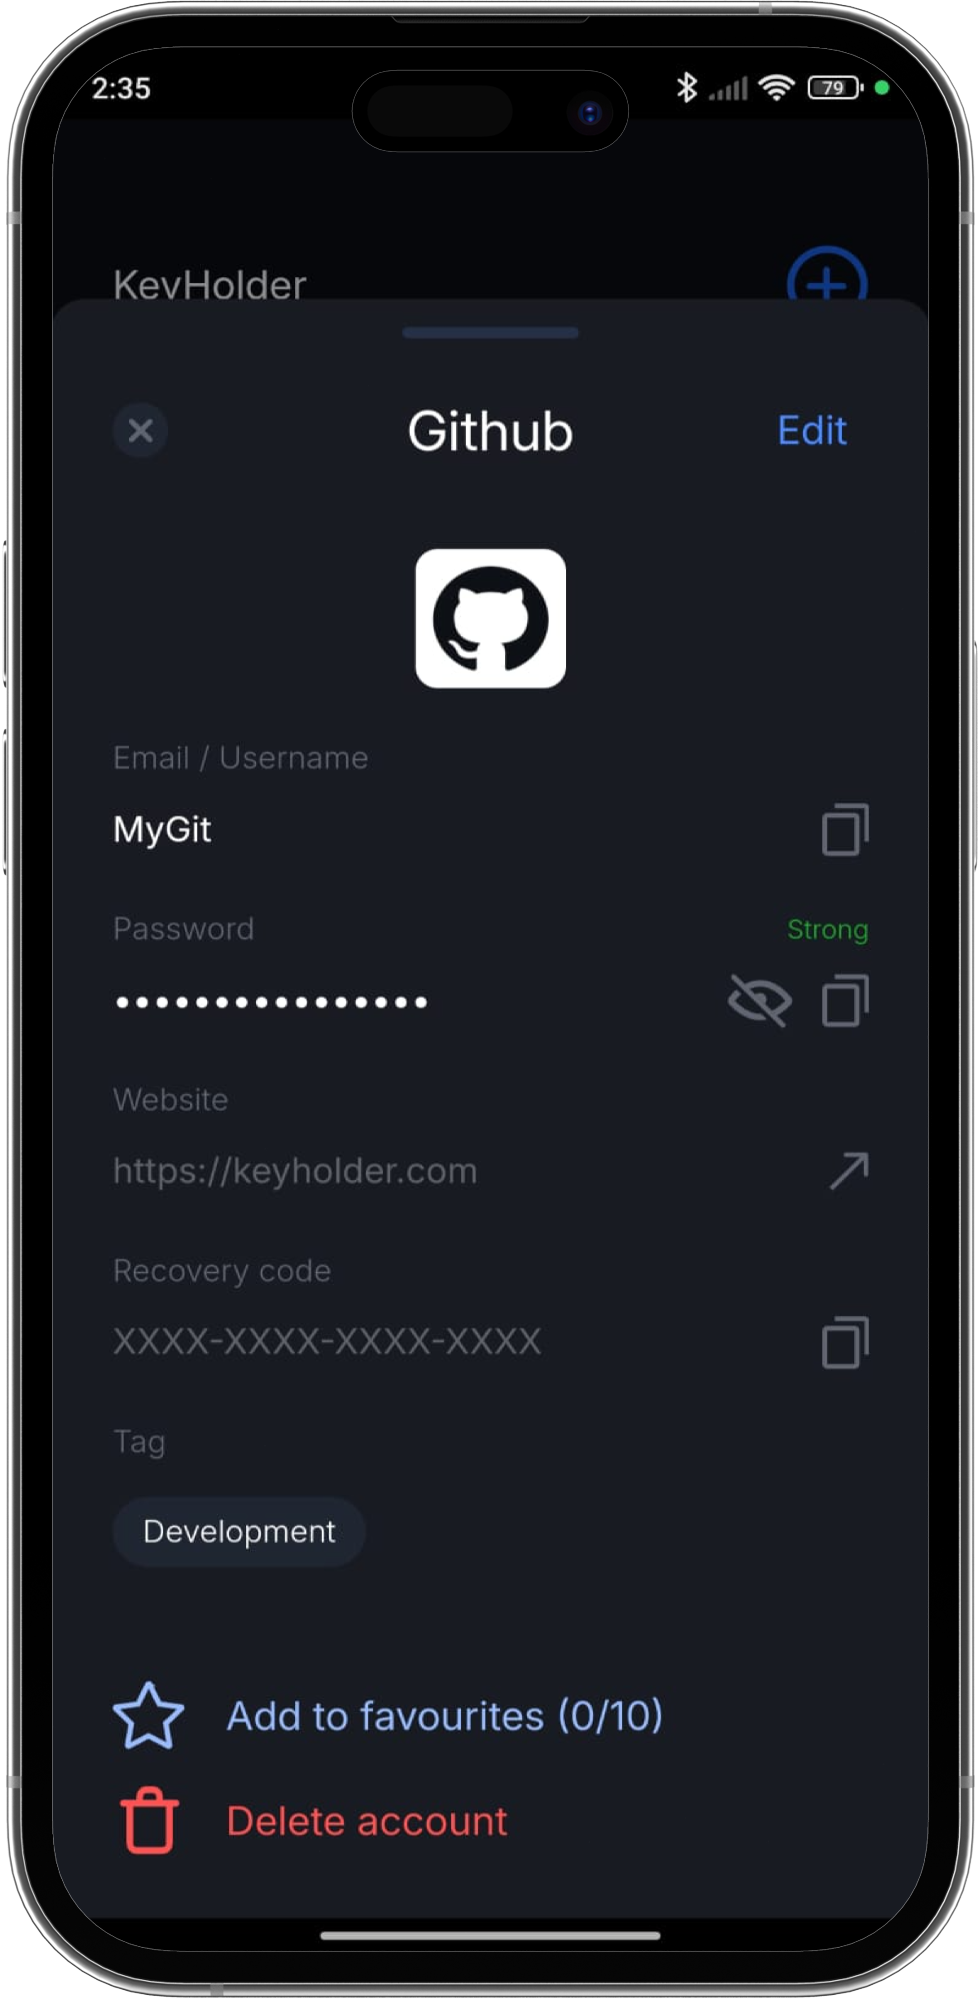 2:35
79
KeyHolder
Github
Edit
Email / Username
MyGit
Password
Strong
••••••••••••••••
Website
https://keyholder.com
Recovery code
XXXX-XXXX-XXXX-XXXX
Tag
Development
Add to favourites (0/10)
Delete account